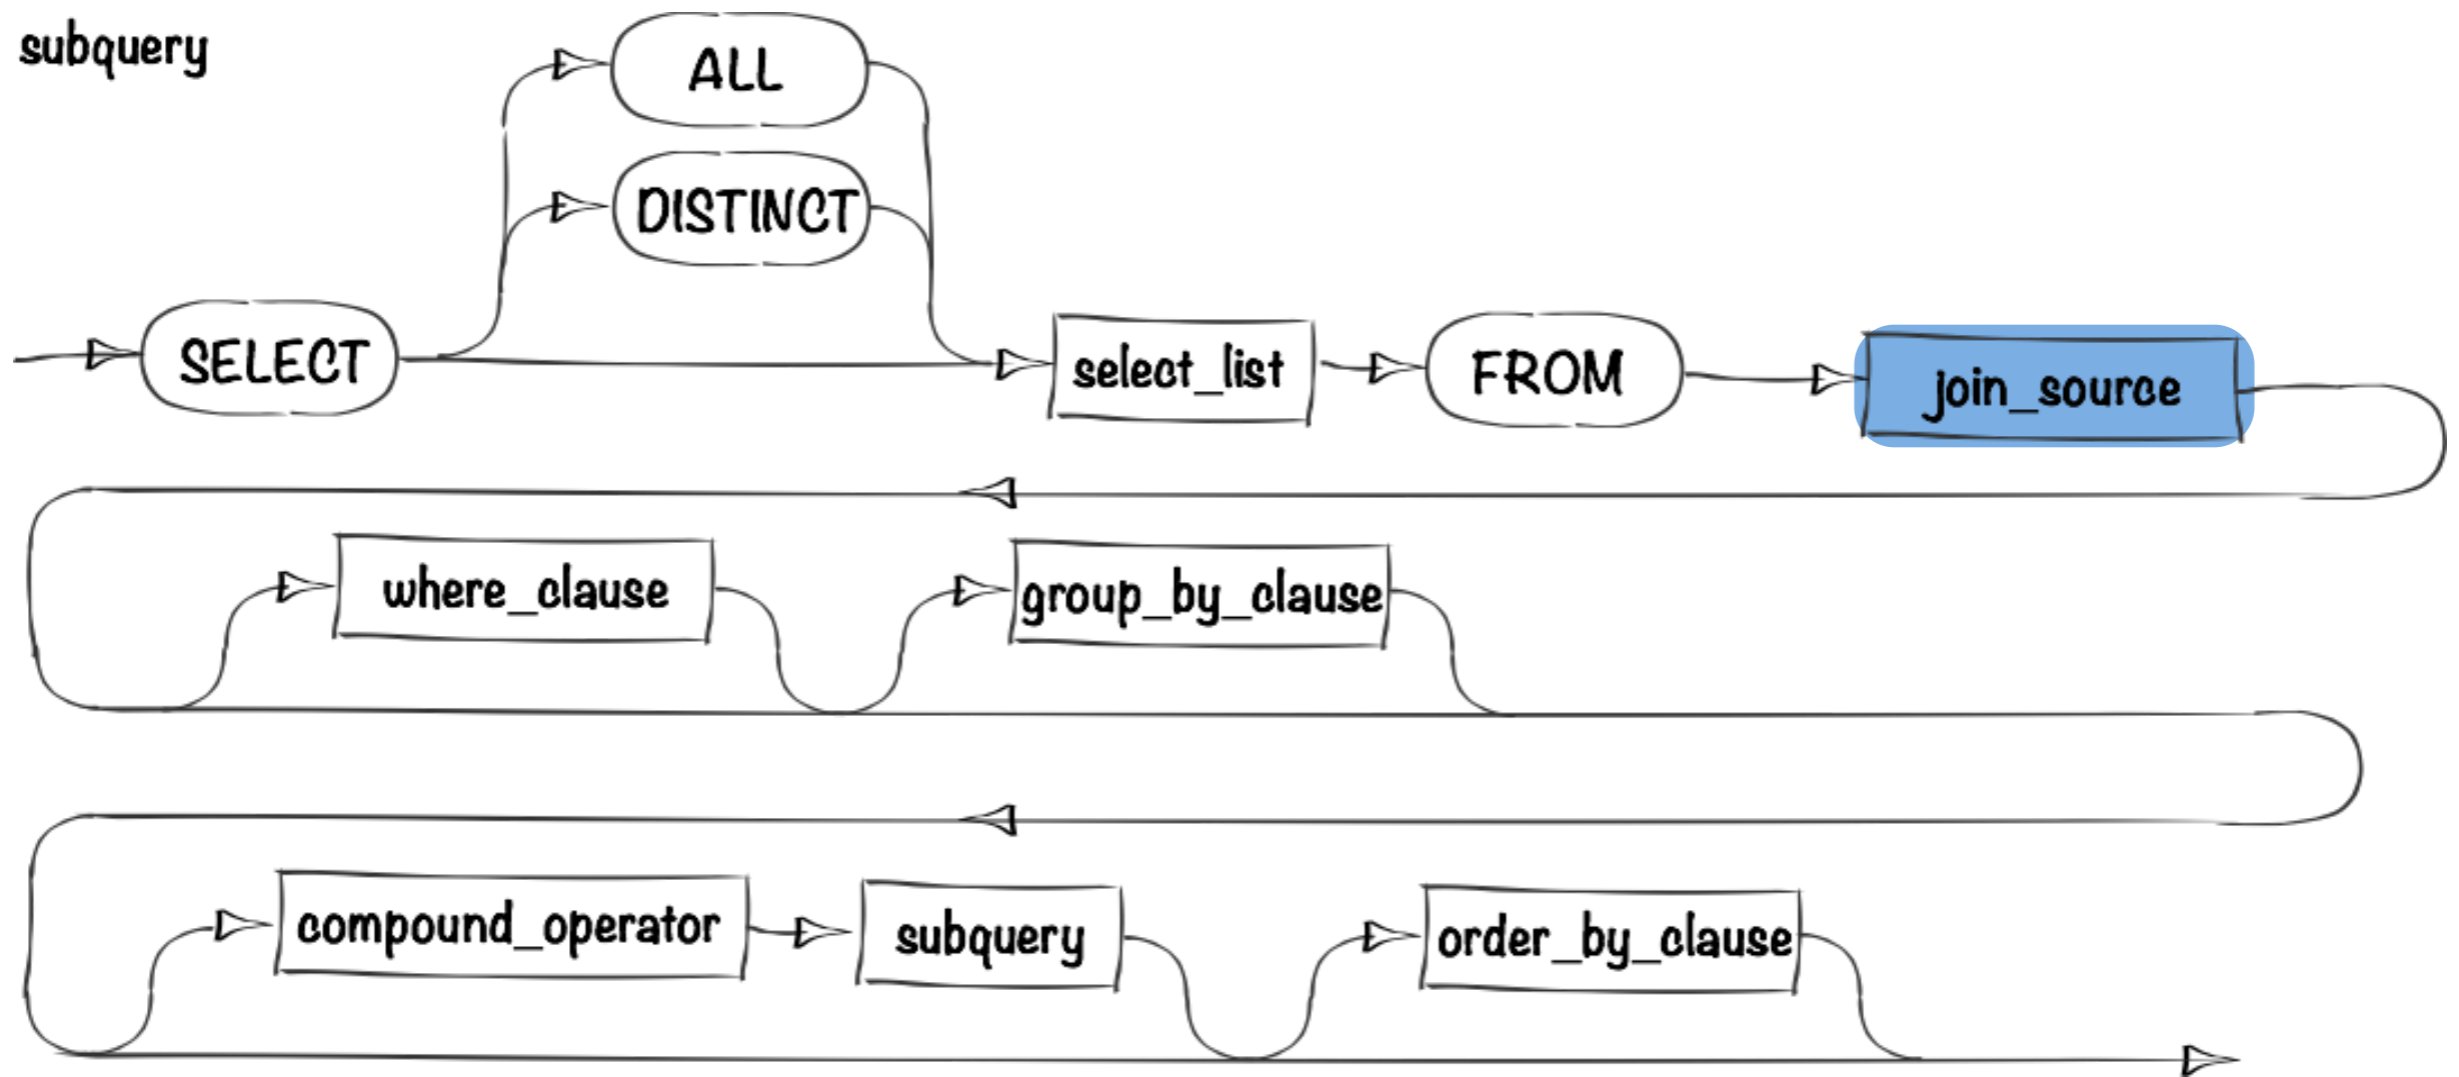 subquery
ALL
DISTINCT
SELECT select_list FROM join_source
where_clause group_by_clause
compound_operator subquery order_by_clause